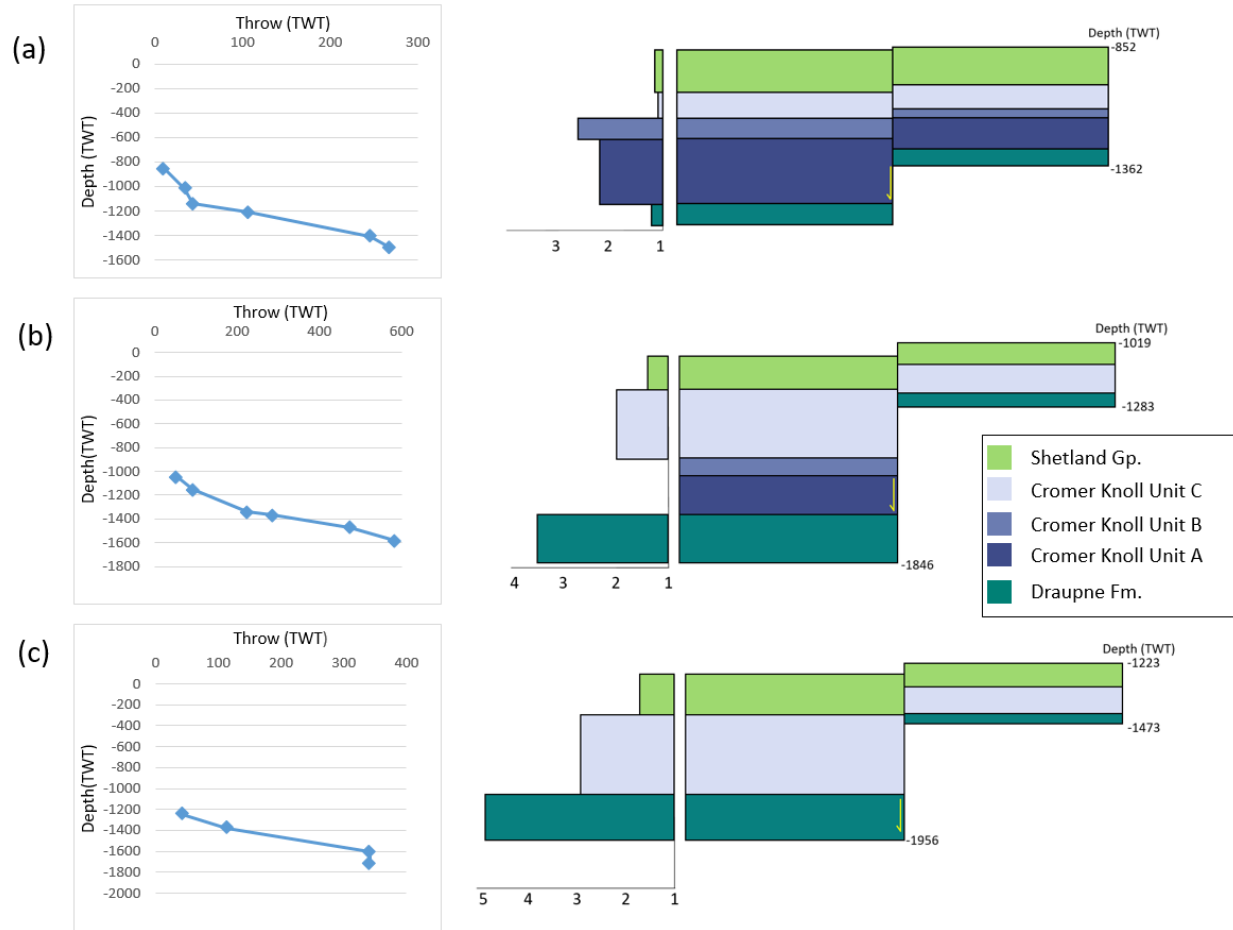 (a)
Throw (TWT)
0 100 200 300
0
-200
-400
-600
-800
-1000
-1200
-1400
-1600
Depth (TWT)
Depth (TWT)
-852
-1362
3 2 1
(b)
Throw (TWT)
0 200 400 600
0
-200
-400
-600
-800
-1000
-1200
-1400
-1600
-1800
Depth(TWT)
Depth (TWT)
-1019
-1283
-1846
4 3 2 1
Shetland Gp.
Cromer Knoll Unit C
Cromer Knoll Unit B
Cromer Knoll Unit A
Draupne Fm.
(c)
Throw (TWT)
0 100 200 300 400
0
-200
-400
-600
-800
-1000
-1200
-1400
-1600
-1800
-2000
Depth(TWT)
Depth (TWT)
-1223
-1473
-1956
5 4 3 2 1